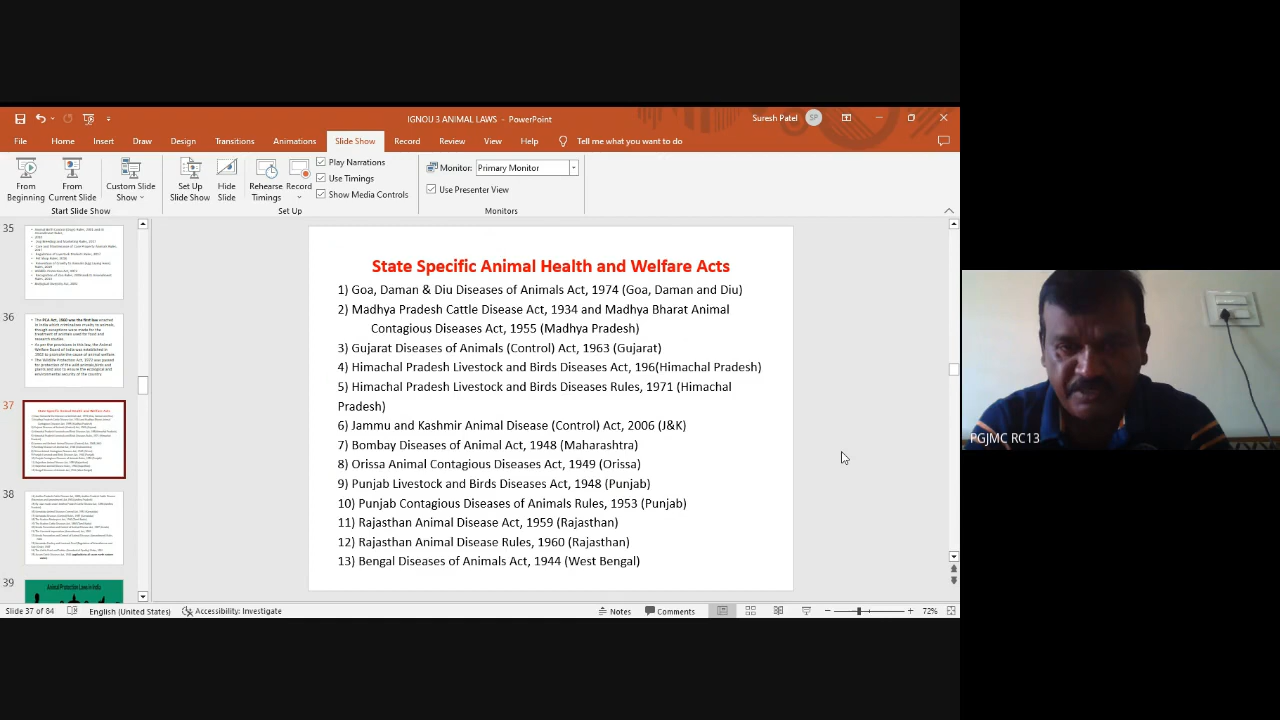 IGNOU 3 ANIMAL LAWS - PowerPoint
Suresh Patel
SP
File Home Insert Draw Design Transitions Animations Slide Show Record Review View Help Tell me what you want to do
From Beginning
From Current Slide
Custom Slide Show
Set Up Slide Show
Hide Slide
Rehearse Timings
Record
Play Narrations
Use Timings
Show Media Controls
Monitor: Primary Monitor
Use Presenter View
Start Slide Show
Set Up
Monitors
35
36
37
38
39
Animal Protection Laws in India
State Specific Animal Health and Welfare Acts
1) Goa, Daman & Diu Diseases of Animals Act, 1974 (Goa, Daman and Diu)
2) Madhya Pradesh Cattle Disease Act, 1934 and Madhya Bharat Animal
Contagious Disease Act, 1995 (Madhya Pradesh)
3) Gujarat Diseases of Animals (Control) Act, 1963 (Gujarat)
4) Himachal Pradesh Livestock and Birds Diseases Act, 196(Himachal Pradesh)
5) Himachal Pradesh Livestock and Birds Diseases Rules, 1971 (Himachal
Pradesh)
6) Jammu and Kashmir Animal Disease (Control) Act, 2006 (J&K)
7) Bombay Diseases of Animals Act, 1948 (Maharashtra)
8) Orissa Animal Contagious Diseases Act, 1949 (Orissa)
9) Punjab Livestock and Birds Diseases Act, 1948 (Punjab)
10) Punjab Contagious Diseases of Animals Rules, 1953 (Punjab)
11) Rajasthan Animal Diseases Act, 1959 (Rajasthan)
12) Rajasthan Animal Diseases Rules, 1960 (Rajasthan)
13) Bengal Diseases of Animals Act, 1944 (West Bengal)
Slide 37 of 84 English (United States) Accessibility: Investigate Notes Comments 72%
PGJMC RC13